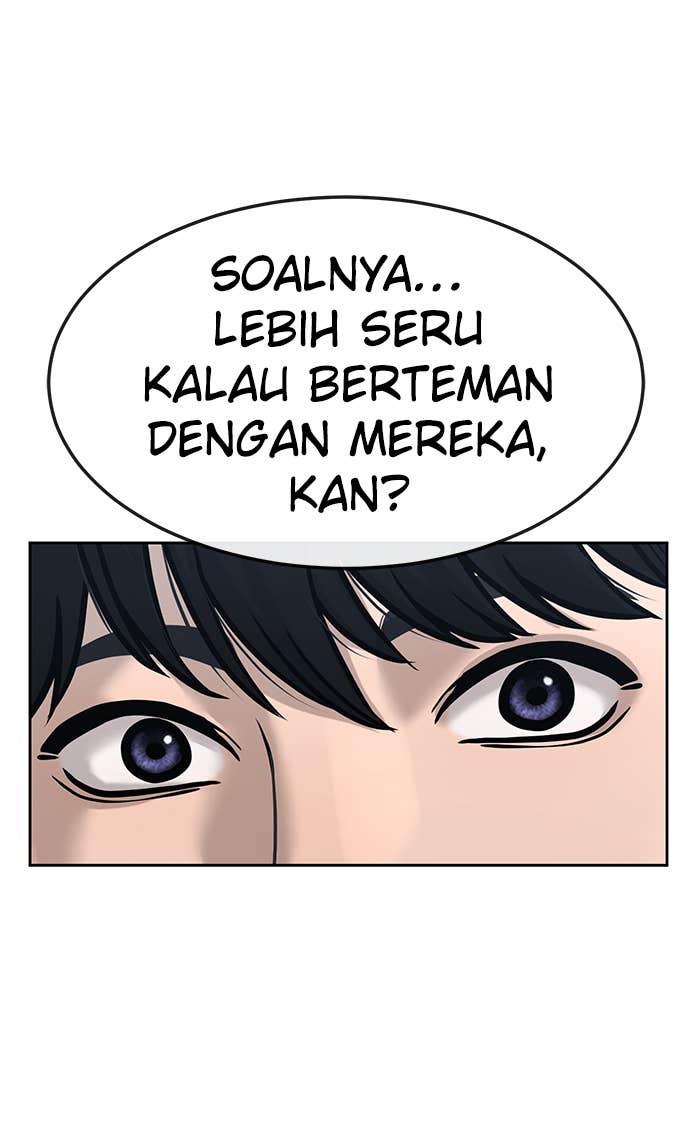 SOALNYA...
LEBIH SERU
KALAU BERTEMAN
DENGAN MEREKA,
KAN?